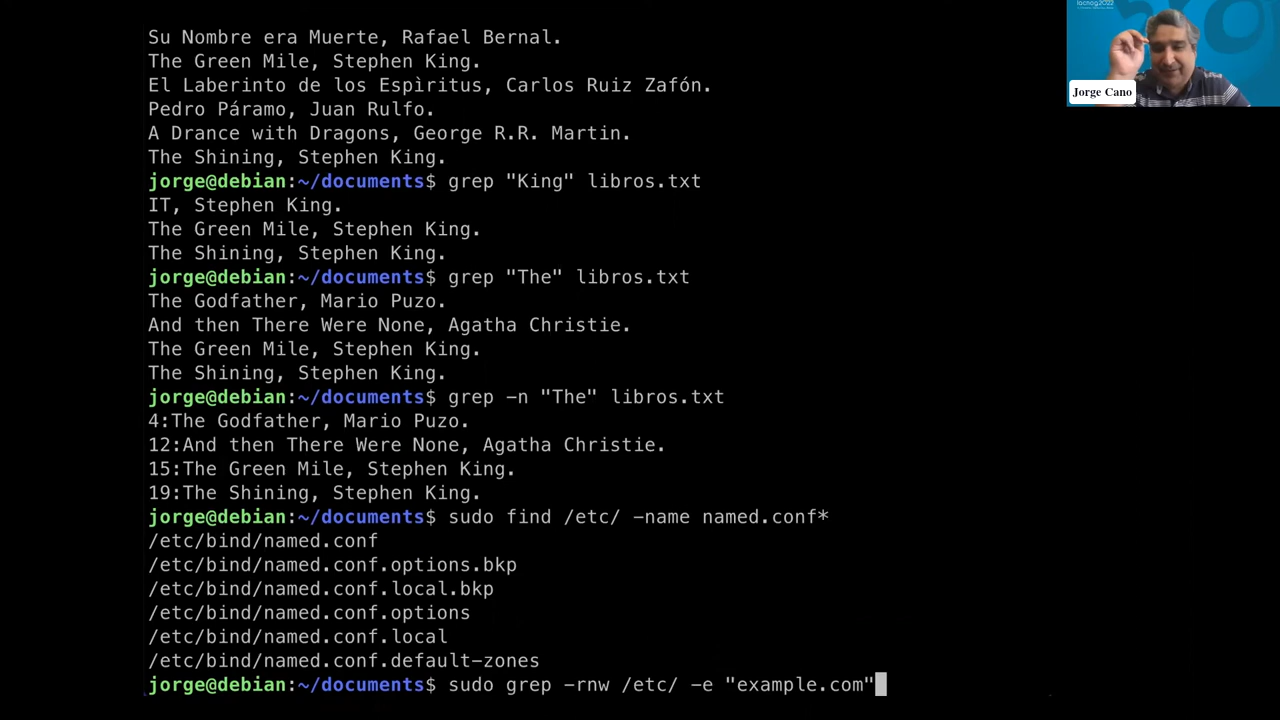 Su Nombre era Muerte, Rafael Bernal.
The Green Mile, Stephen King.
El Laberinto de los Espìritus, Carlos Ruiz Zafón.
Pedro Páramo, Juan Rulfo.
A Drance with Dragons, George R.R. Martin.
The Shining, Stephen King.
jorge@debian:~/documents$ grep "King" libros.txt
IT, Stephen King.
The Green Mile, Stephen King.
The Shining, Stephen King.
jorge@debian:~/documents$ grep "The" libros.txt
The Godfather, Mario Puzo.
And then There Were None, Agatha Christie.
The Green Mile, Stephen King.
The Shining, Stephen King.
jorge@debian:~/documents$ grep -n "The" libros.txt
4:The Godfather, Mario Puzo.
12:And then There Were None, Agatha Christie.
15:The Green Mile, Stephen King.
19:The Shining, Stephen King.
jorge@debian:~/documents$ sudo find /etc/ -name named.conf*
/etc/bind/named.conf
/etc/bind/named.conf.options.bkp
/etc/bind/named.conf.local.bkp
/etc/bind/named.conf.options
/etc/bind/named.conf.local
/etc/bind/named.conf.default-zones
jorge@debian:~/documents$ sudo grep -rnw /etc/ -e "example.com"
lacnog2022
Jorge Cano